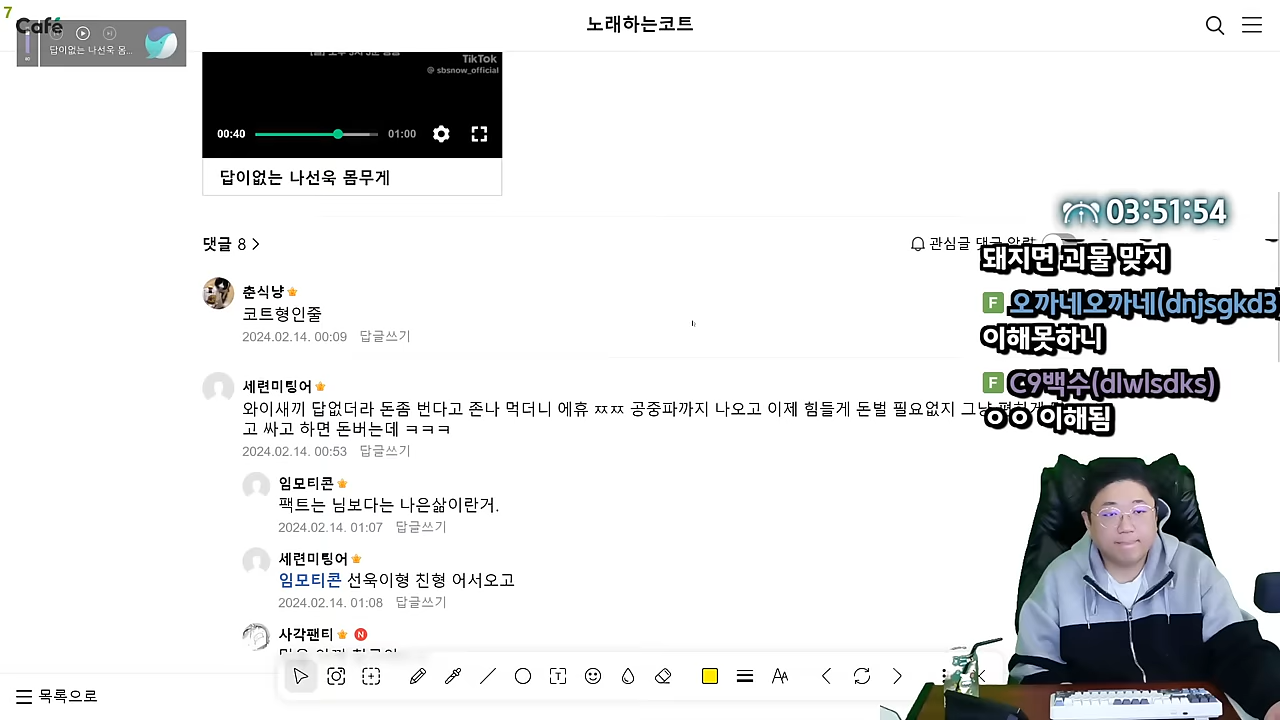 7
Café
노래하는코트
답이없는 나선욱 몸...
TikTok
@ sbsnow_official
00:40
01:00
답이없는 나선욱 몸무게
03:51:54
댓글 8
관심글 댓글 알림
돼지면 괴물 맞지
F 오까네오까네(dnjsgkd3
이해못하니
F C9백수(dlwlsdks)
ㅇㅇ 이해됨
춘식냥
코트형인줄
2024.02.14. 00:09 답글쓰기
세련미팅어
와이새끼 답없더라 돈좀 번다고 존나 먹더니 에휴 ㅉㅉ 공중파까지 나오고 이제 힘들게 돈벌 필요없지 그냥 편하게
고 싸고 하면 돈버는데 ㅋㅋㅋ
2024.02.14. 00:53 답글쓰기
임모티콘
팩트는 님보다는 나은삶이란거.
2024.02.14. 01:07 답글쓰기
세련미팅어
임모티콘 선욱이형 친형 어서오고
2024.02.14. 01:08 답글쓰기
사각팬티 N
목록으로